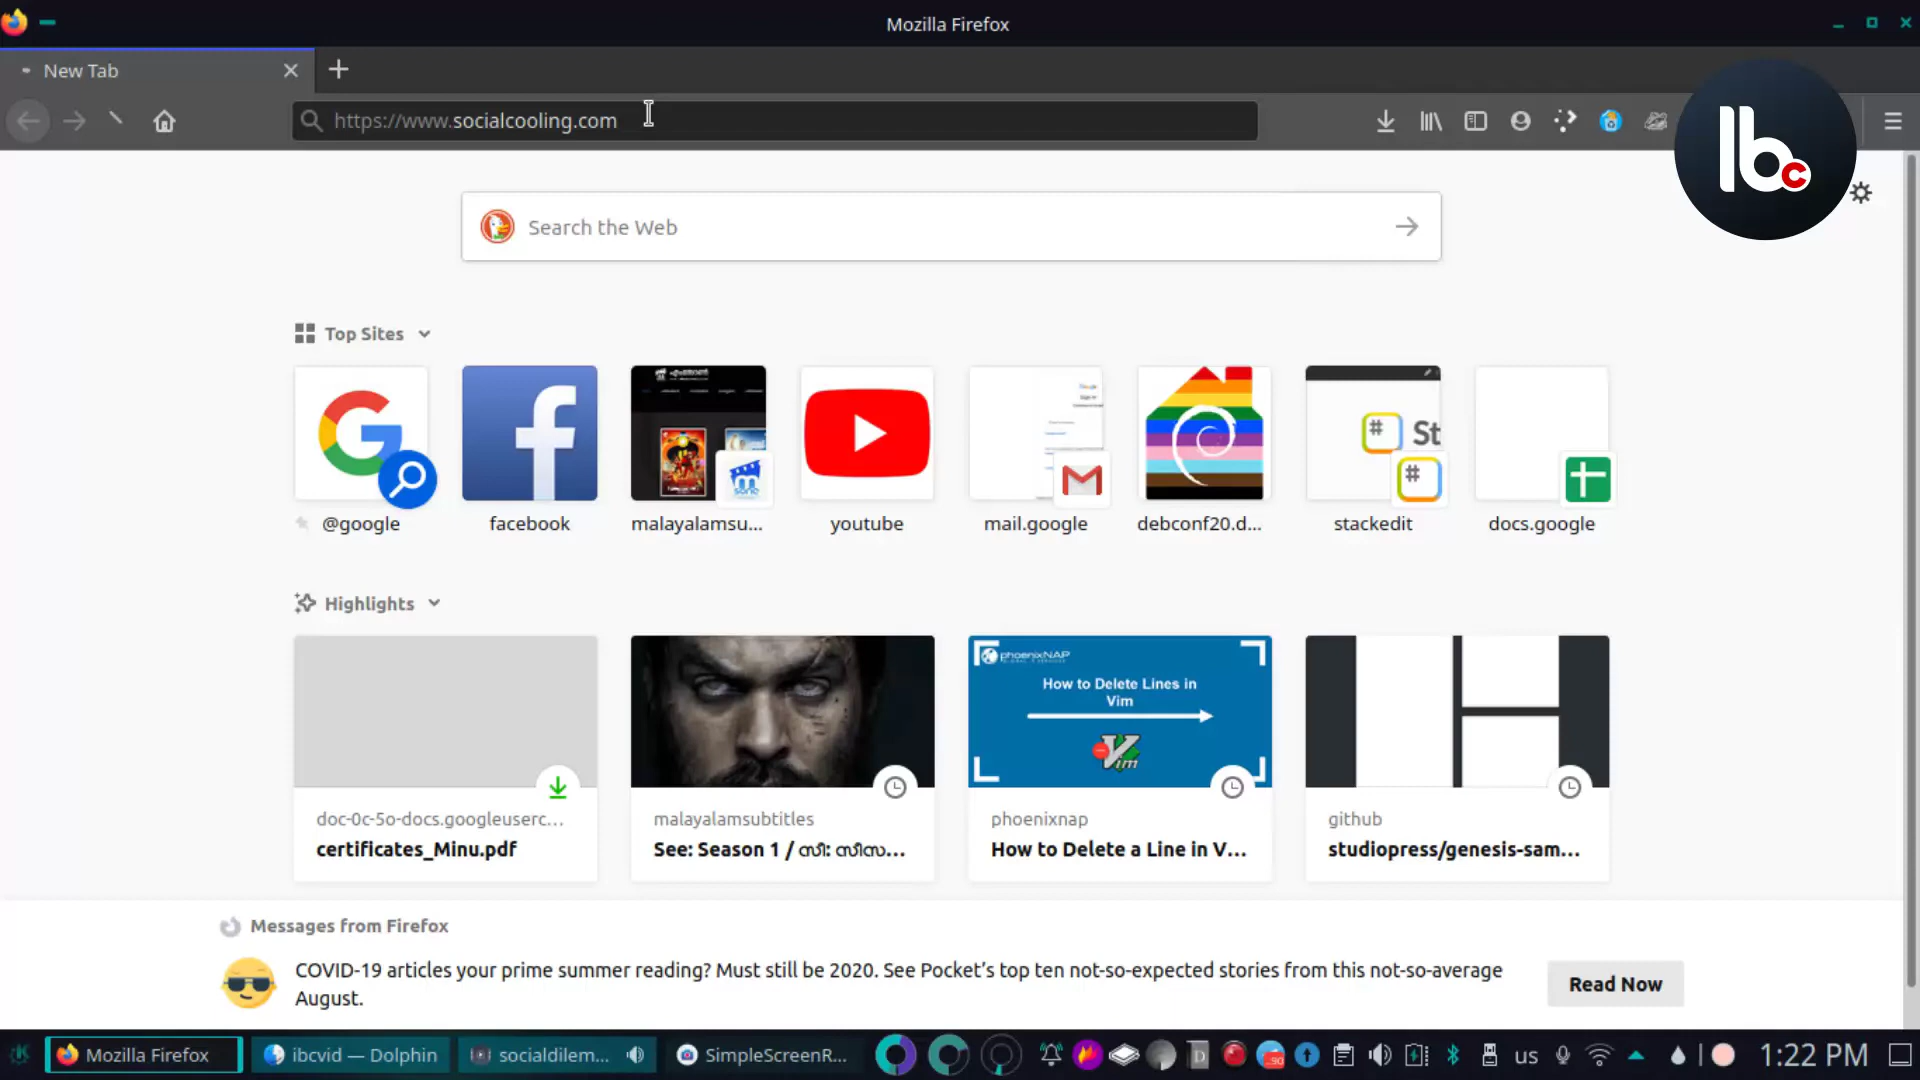 Mozilla Firefox
New Tab
https://www.socialcooling.com
lbc
Search the Web
Top Sites
@google
facebook
malayalamsu...
youtube
mail.google
debconf20.d...
stackedit
docs.google
St
Highlights
phoenixNAP
How to Delete Lines in
Vim
Vim
doc-0c-5o-docs.googleuserc...
certificates_Minu.pdf
malayalamsubtitles
See: Season 1 / സീ: സീസ...
phoenixnap
How to Delete a Line in V...
github
studiopress/genesis-sam...
Messages from Firefox
COVID-19 articles your prime summer reading? Must still be 2020. See Pocket's top ten not-so-expected stories from this not-so-average
August.
Read Now
Mozilla Firefox
ibcvid — Dolphin
socialdilem...
SimpleScreenR...
us
1:22 PM